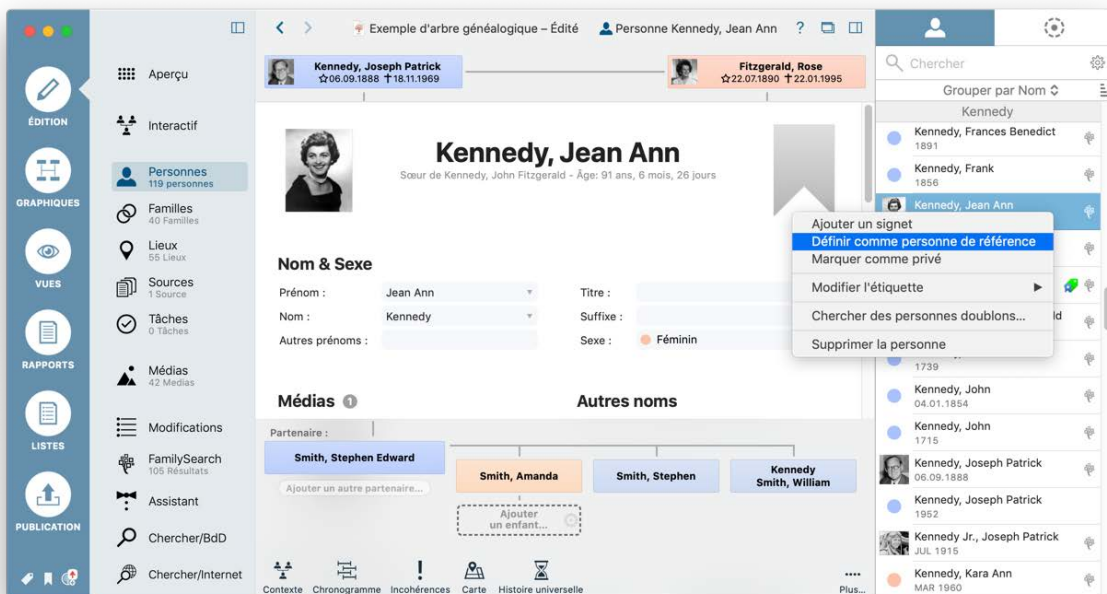 Exemple d'arbre généalogique – Édité
Personne Kennedy, Jean Ann
?
ÉDITION
GRAPHIQUES
VUES
RAPPORTS
LISTES
PUBLICATION
Aperçu
Interactif
Personnes
119 personnes
Familles
40 Familles
Lieux
55 Lieux
Sources
1 Source
Tâches
0 Tâches
Médias
42 Medias
Modifications
FamilySearch
105 Résultats
Assistant
Chercher/BdD
Chercher/Internet
Kennedy, Joseph Patrick
☆06.09.1888 ✝18.11.1969
Fitzgerald, Rose
☆22.07.1890 ✝22.01.1995
Kennedy, Jean Ann
Sœur de Kennedy, John Fitzgerald - Âge: 91 ans, 6 mois, 26 jours
Nom & Sexe
Prénom : Jean Ann
Titre :
Nom : Kennedy
Suffixe :
Autres prénoms :
Sexe : Féminin
Médias 1
Autres noms
Partenaire :
Smith, Stephen Edward
Ajouter un autre partenaire...
Smith, Amanda
Smith, Stephen
Kennedy
Smith, William
Ajouter
un enfant...
Contexte
Chronogramme
Incohérences
Carte
Histoire universelle
Plus...
Ajouter un signet
Définir comme personne de référence
Marquer comme privé
Modifier l'étiquette
Chercher des personnes doublons...
Supprimer la personne
Chercher
Grouper par Nom
Kennedy
Kennedy, Frances Benedict
1891
Kennedy, Frank
1856
Kennedy, Jean Ann
1739
Kennedy, John
04.01.1854
Kennedy, John
1715
Kennedy, Joseph Patrick
06.09.1888
Kennedy, Joseph Patrick
1952
Kennedy Jr., Joseph Patrick
JUL 1915
Kennedy, Kara Ann
MAR 1960